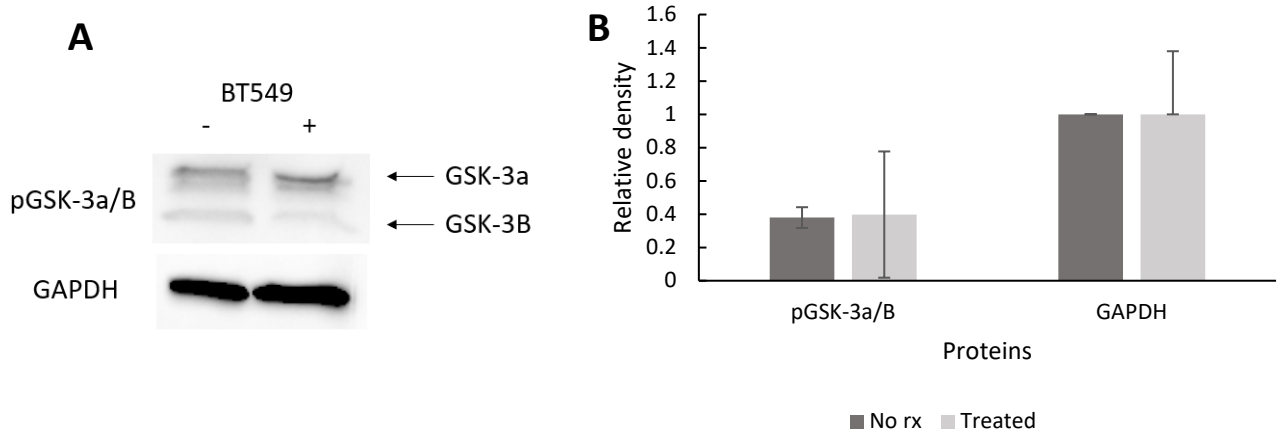 A
BT549
- +
pGSK-3a/B
GSK-3a
GSK-3B
GAPDH
B
Relative density
1.6
1.4
1.2
1
0.8
0.6
0.4
0.2
0
pGSK-3a/B GAPDH
Proteins
No rx Treated